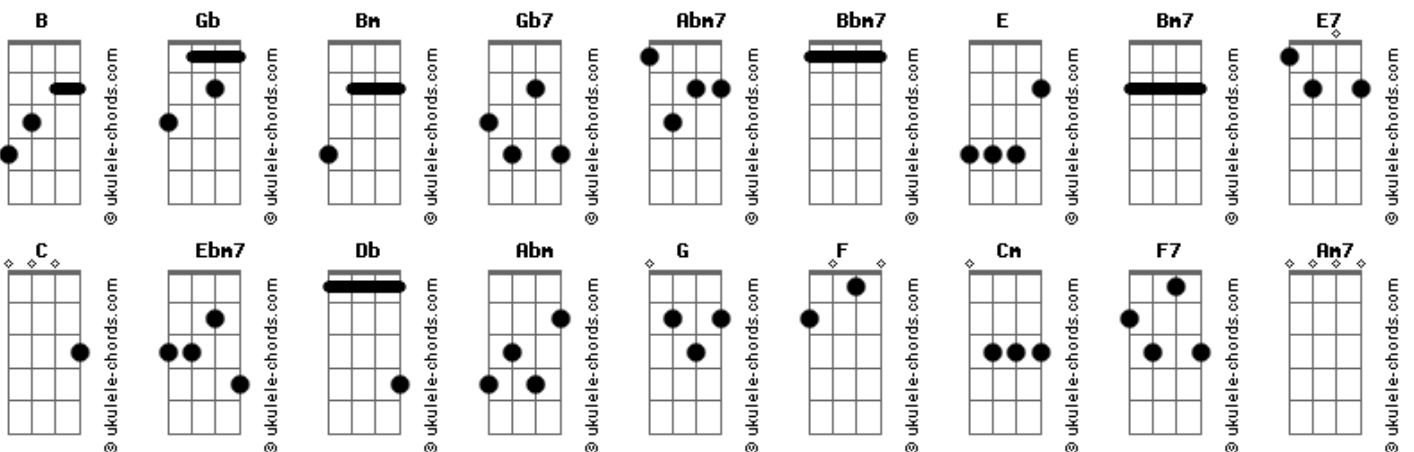 B Gb Bm Gb7 Abm7 Bbm7 E Bm7 E7
© ukulele-chords.com © ukulele-chords.com © ukulele-chords.com © ukulele-chords.com © ukulele-chords.com © ukulele-chords.com © ukulele-chords.com © ukulele-chords.com © ukulele-chords.com
C Ebm7 Db Abm G F Cm F7 Am7
© ukulele-chords.com © ukulele-chords.com © ukulele-chords.com © ukulele-chords.com © ukulele-chords.com © ukulele-chords.com © ukulele-chords.com © ukulele-chords.com © ukulele-chords.com